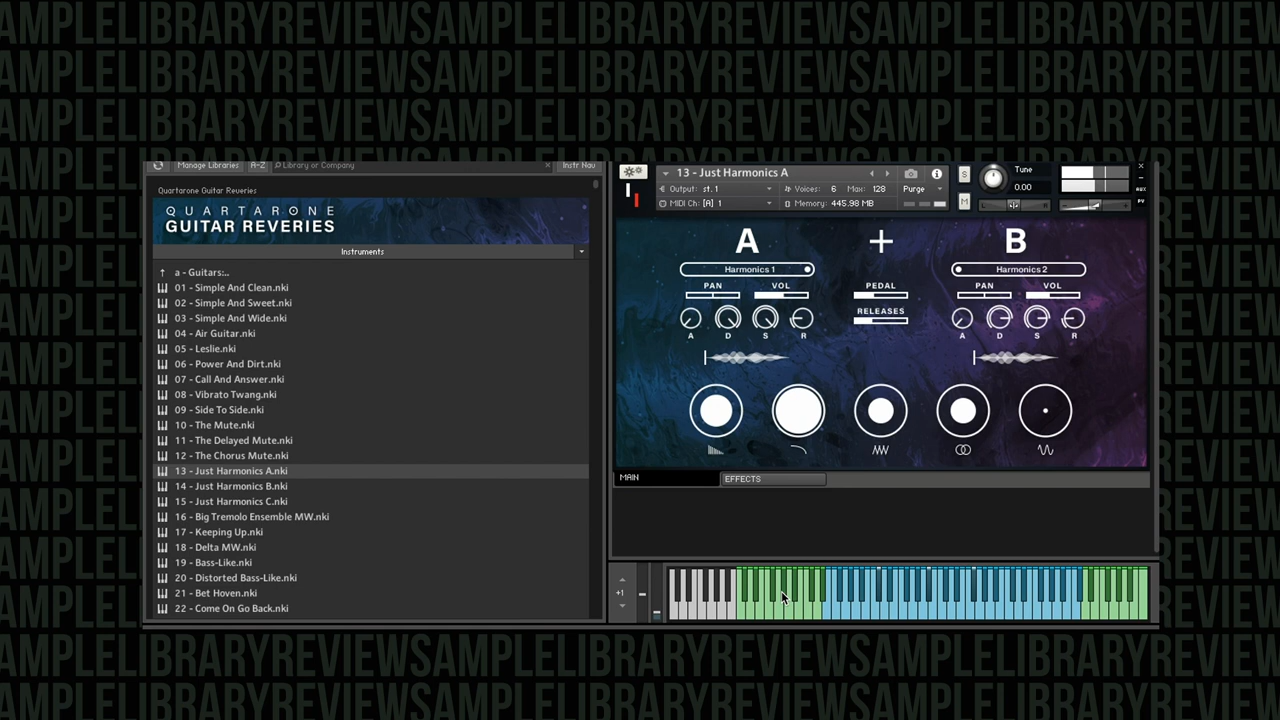 SAMPLELIBRARYREVIEWSAMPLELIBRARYREVIEWS
Manage Libraries A-Z Library or Company × Instr Nav
Quartarone Guitar Reveries
QUARTARONE
GUITAR REVERIES
Instruments
a - Guitars:..
01 - Simple And Clean.nki
02 - Simple And Sweet.nki
03 - Simple And Wide.nki
04 - Air Guitar.nki
05 - Leslie.nki
06 - Power And Dirt.nki
07 - Call And Answer.nki
08 - Vibrato Twang.nki
09 - Side To Side.nki
10 - The Mute.nki
11 - The Delayed Mute.nki
12 - The Chorus Mute.nki
13 - Just Harmonics A.nki
14 - Just Harmonics B.nki
15 - Just Harmonics C.nki
16 - Big Tremolo Ensemble MW.nki
17 - Keeping Up.nki
18 - Delta MW.nki
19 - Bass-Like.nki
20 - Distorted Bass-Like.nki
21 - Bet Hoven.nki
22 - Come On Go Back.nki
13 - Just Harmonics A
Output: st. 1 Voices: 6 Max: 128 Purge
MIDI Ch: [A] 1 Memory: 445.98 MB
S
M
Tune
0.00
L R
×
aux
PV
A + B
Harmonics 1 Harmonics 2
PAN VOL PEDAL PAN VOL
RELEASES
A D S R A D S R
MAIN EFFECTS
+1